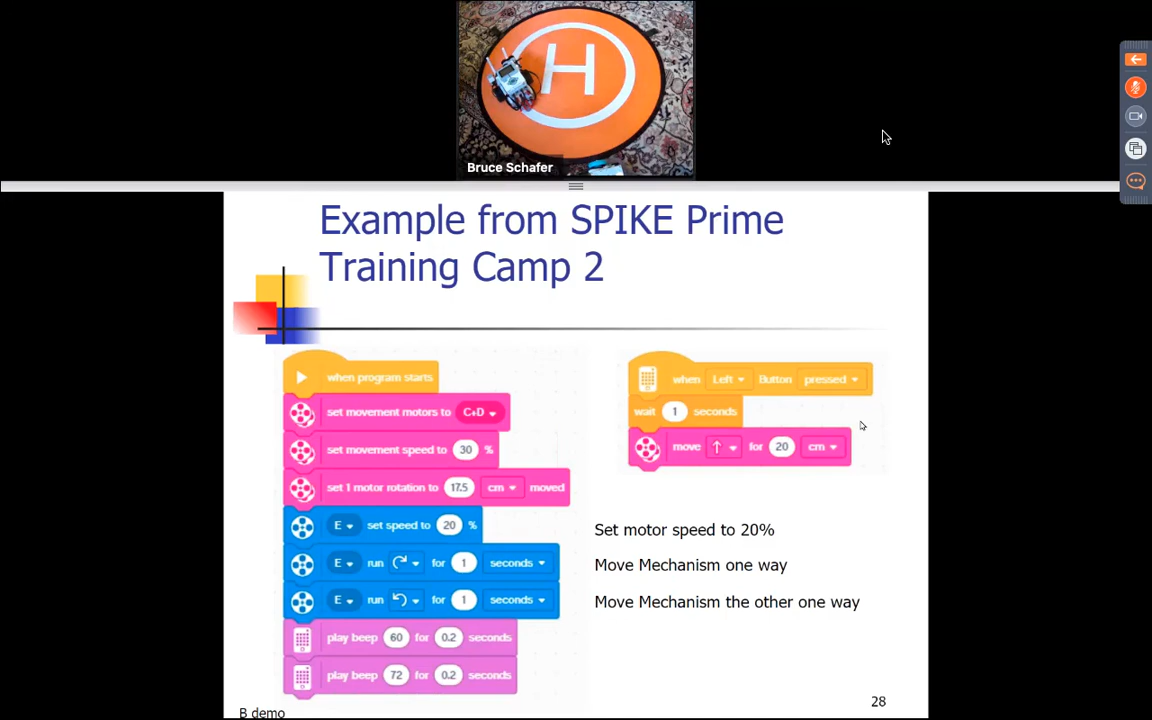 H
Bruce Schafer
Example from SPIKE Prime
Training Camp 2
when program starts
set movement motors to C+D
set movement speed to 30 %
set 1 motor rotation to 17.5 cm moved
E set speed to 20 %
E run for 1 seconds
E run for 1 seconds
play beep 60 for 0.2 seconds
play beep 72 for 0.2 seconds
when Left Button pressed
wait 1 seconds
move for 20 cm
Set motor speed to 20%
Move Mechanism one way
Move Mechanism the other one way
28
B demo